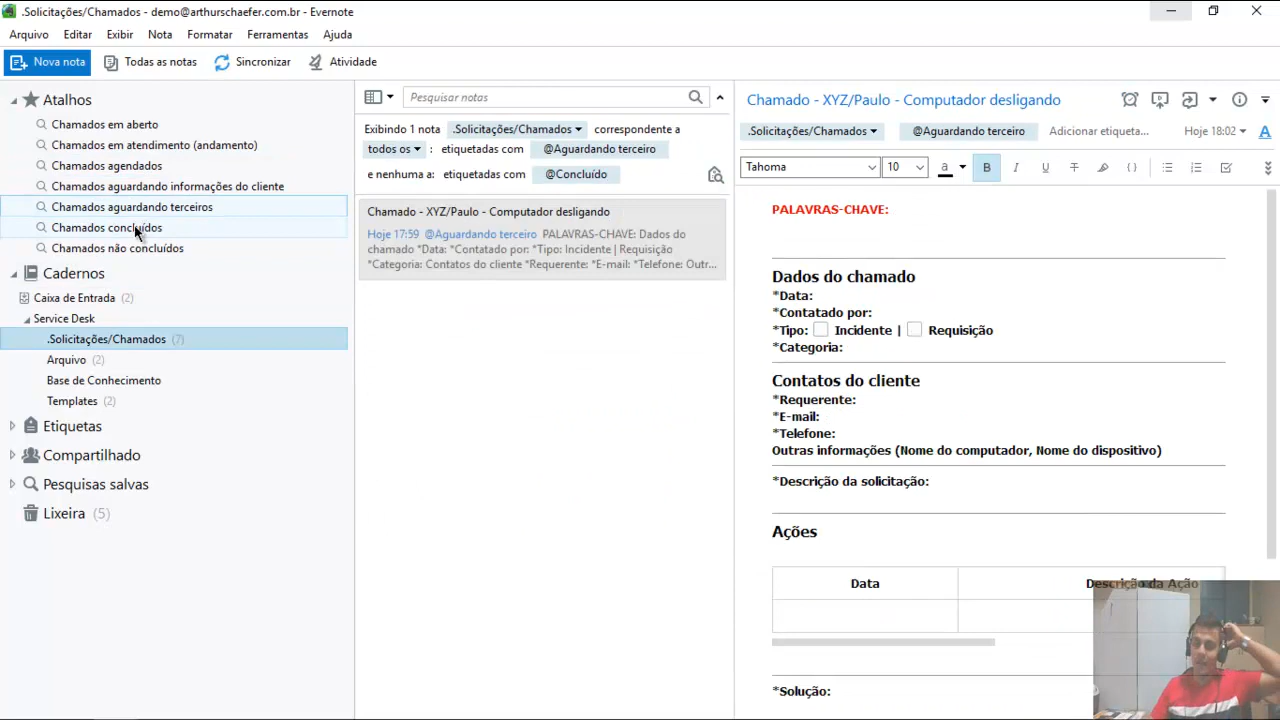 .Solicitações/Chamados - demo@arthurschaefer.com.br - Evernote
Arquivo Editar Exibir Nota Formatar Ferramentas Ajuda
Nova nota Todas as notas Sincronizar Atividade
Atalhos
Chamados em aberto
Chamados em atendimento (andamento)
Chamados agendados
Chamados aguardando informações do cliente
Chamados aguardando terceiros
Chamados concluídos
Chamados não concluídos
Cadernos
Caixa de Entrada (2)
Service Desk
.Solicitações/Chamados (7)
Arquivo (2)
Base de Conhecimento
Templates (2)
Etiquetas
Compartilhado
Pesquisas salvas
Lixeira (5)
Pesquisar notas
Exibindo 1 nota .Solicitações/Chamados correspondente a
todos os : etiquetadas com @Aguardando terceiro
e nenhuma a: etiquetadas com @Concluído
Chamado - XYZ/Paulo - Computador desligando
Hoje 17:59 @Aguardando terceiro PALAVRAS-CHAVE: Dados do
chamado *Data: *Contatado por: *Tipo: Incidente | Requisição
*Categoria: Contatos do cliente *Requerente: *E-mail: *Telefone: Outr...
Chamado - XYZ/Paulo - Computador desligando
.Solicitações/Chamados @Aguardando terceiro Adicionar etiqueta... Hoje 18:02 A
Tahoma 10 a B I U T { }
PALAVRAS-CHAVE:
Dados do chamado
*Data:
*Contatado por:
*Tipo: Incidente | Requisição
*Categoria:
Contatos do cliente
*Requerente:
*E-mail:
*Telefone:
Outras informações (Nome do computador, Nome do dispositivo)
*Descrição da solicitação:
Ações
Data Descrição da Ação
*Solução: